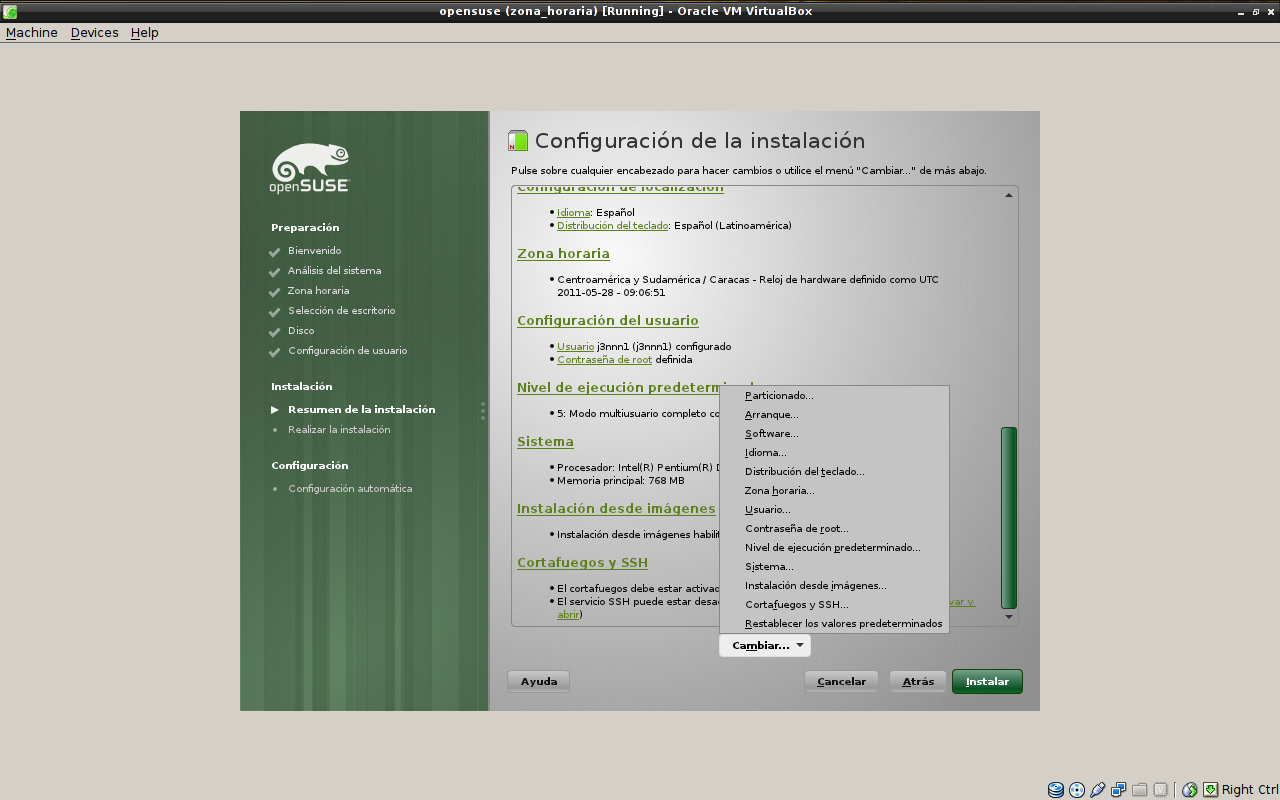 opensuse (zona_horaria) [Running] - Oracle VM VirtualBox
Machine Devices Help
openSUSE
Preparación
Bienvenido
Análisis del sistema
Zona horaria
Selección de escritorio
Disco
Configuración de usuario
Instalación
Resumen de la instalación
Realizar la instalación
Configuración
Configuración automática
Configuración de la instalación
Pulse sobre cualquier encabezado para hacer cambios o utilice el menú "Cambiar..." de más abajo.
Configuración de localización
• Idioma: Español
• Distribución del teclado: Español (Latinoamérica)
Zona horaria
• Centroamérica y Sudamérica / Caracas - Reloj de hardware definido como UTC
2011-05-28 - 09:06:51
Configuración del usuario
• Usuario j3nnn1 (j3nnn1) configurado
• Contraseña de root definida
Nivel de ejecución predetermin
• 5: Modo multiusuario completo co
Sistema
• Procesador: Intel(R) Pentium(R) D
• Memoria principal: 768 MB
Instalación desde imágenes
• Instalación desde imágenes habilit
Cortafuegos y SSH
• El cortafuegos debe estar activad
• El servicio SSH puede estar desa var y
abrir)
Particionado...
Arranque...
Software...
Idioma...
Distribución del teclado...
Zona horaria...
Usuario...
Contraseña de root...
Nivel de ejecución predeterminado...
Sistema...
Instalación desde imágenes...
Cortafuegos y SSH...
Restablecer los valores predeterminados
Cambiar...
Ayuda Cancelar Atrás Instalar
Right Ctrl